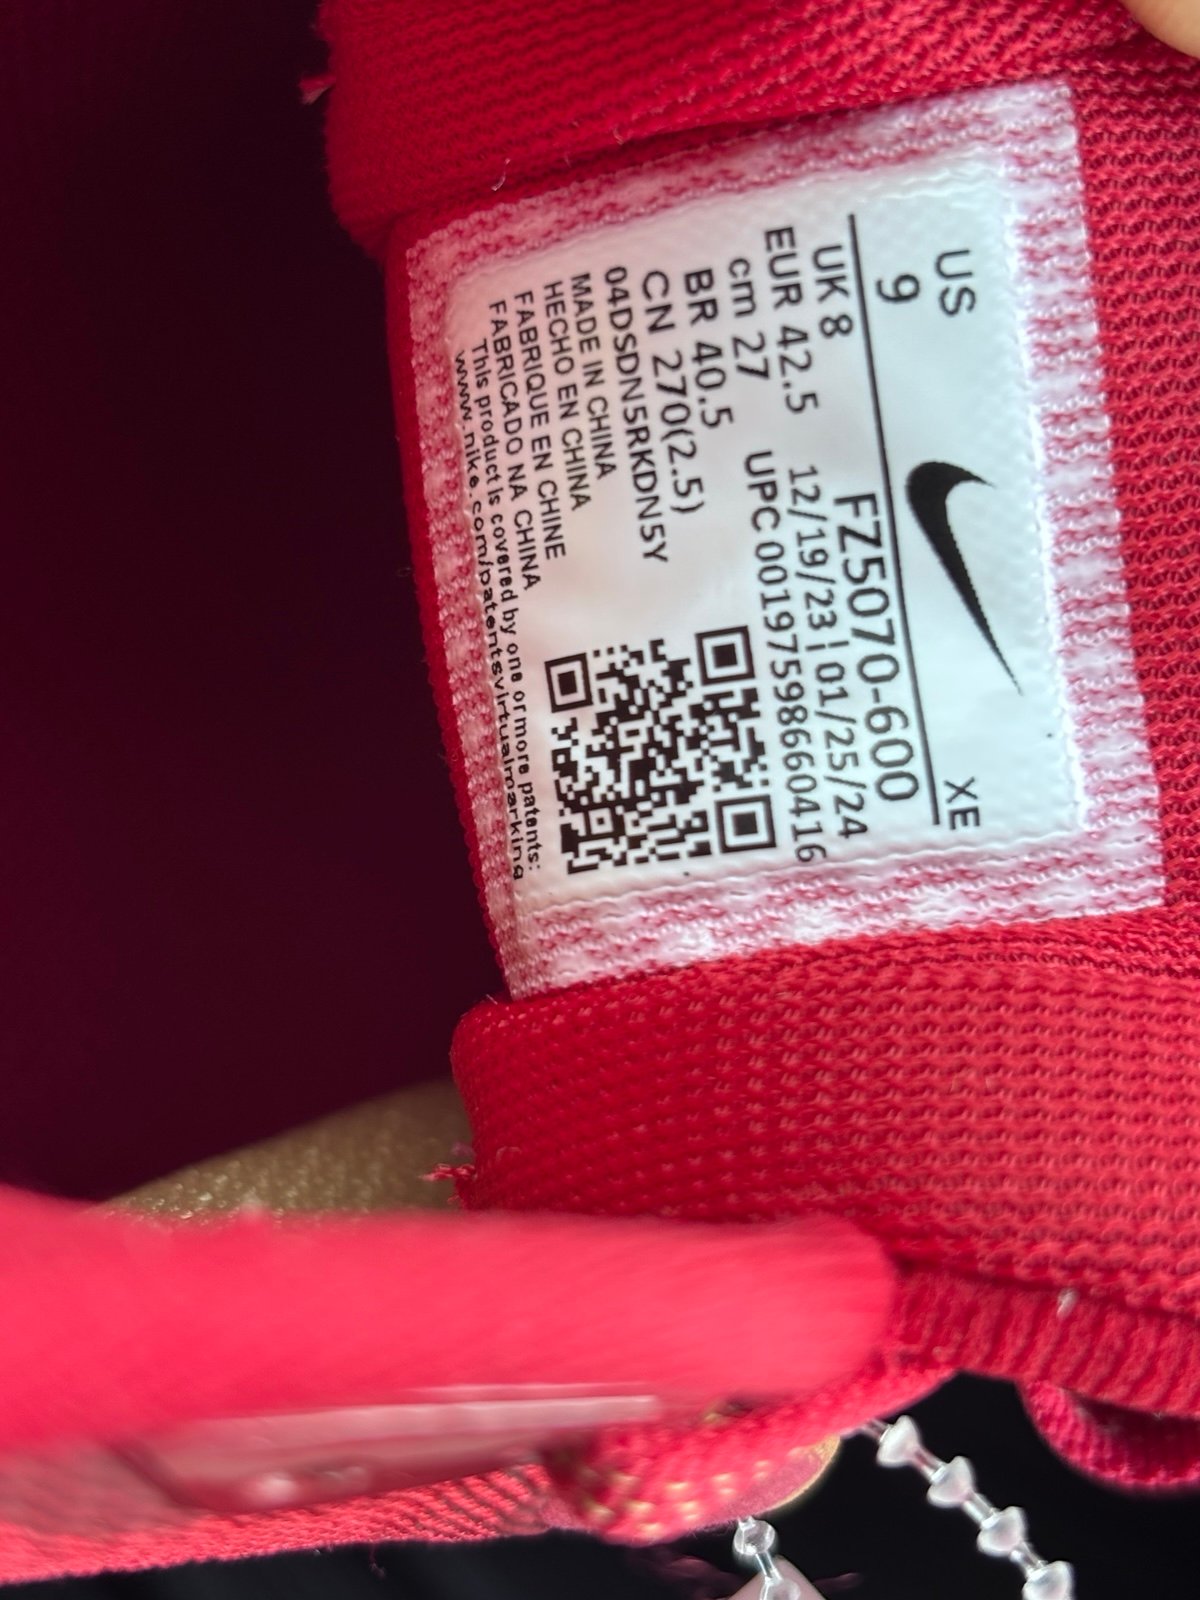 US XE
9
FZ5070-600
UK 8 12/19/23 | 01/25/24
EUR 42.5 UPC 00197598660416
cm 27
BR 40.5
CN 270(2.5)
04DSDN5RKDN5Y
MADE IN CHINA
HECHO EN CHINA
FABRIQUE EN CHINE
FABRICADO NA CHINA
This product is covered by one or more patents:
www.nike.com/patentsvirtualmarking